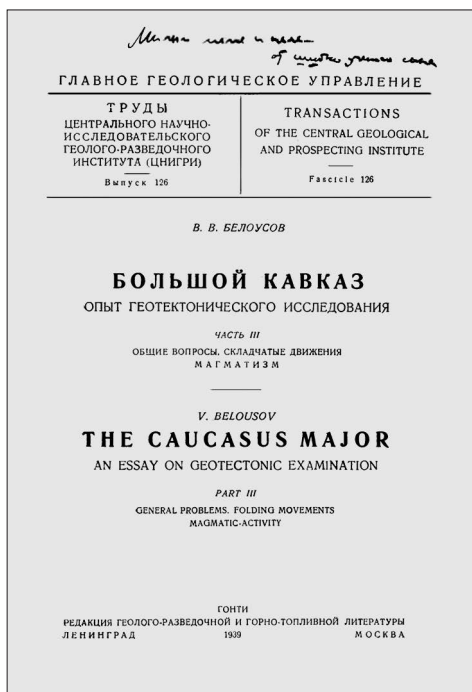 ГЛАВНОЕ ГЕОЛОГИЧЕСКОЕ УПРАВЛЕНИЕ
ТРУДЫ
ЦЕНТРАЛЬНОГО НАУЧНО-
ИССЛЕДОВАТЕЛЬСКОГО
ГЕОЛОГО-РАЗВЕДОЧНОГО
ИНСТИТУТА (ЦНИГРИ)
Выпуск 126
TRANSACTIONS
OF THE CENTRAL GEOLOGICAL
AND PROSPECTING INSTITUTE
Fascicle 126
В. В. БЕЛОУСОВ
БОЛЬШОЙ КАВКАЗ
ОПЫТ ГЕОТЕКТОНИЧЕСКОГО ИССЛЕДОВАНИЯ
ЧАСТЬ III
ОБЩИЕ ВОПРОСЫ. СКЛАДЧАТЫЕ ДВИЖЕНИЯ
МАГМАТИЗМ
V. BELOUSOV
THE CAUCASUS MAJOR
AN ESSAY ON GEOTECTONIC EXAMINATION
PART III
GENERAL PROBLEMS. FOLDING MOVEMENTS
MAGMATIC-ACTIVITY
ГОНТИ
РЕДАКЦИЯ ГЕОЛОГО-РАЗВЕДОЧНОЙ И ГОРНО-ТОПЛИВНОЙ ЛИТЕРАТУРЫ
ЛЕНИНГРАД 1939 МОСКВА